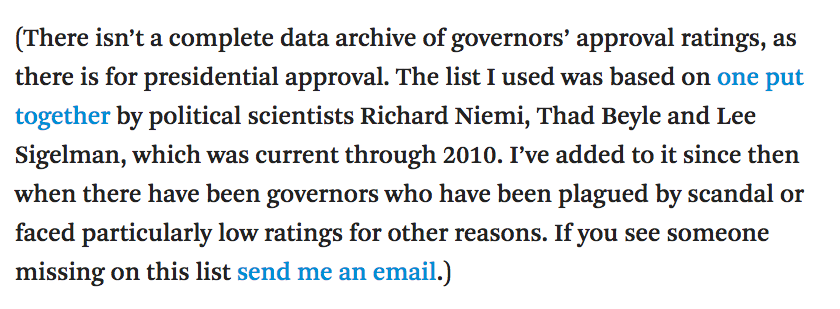 (There isn’t a complete data archive of governors’ approval ratings, as
there is for presidential approval. The list I used was based on one put
together by political scientists Richard Niemi, Thad Beyle and Lee
Sigelman, which was current through 2010. I’ve added to it since then
when there have been governors who have been plagued by scandal or
faced particularly low ratings for other reasons. If you see someone
missing on this list send me an email.)